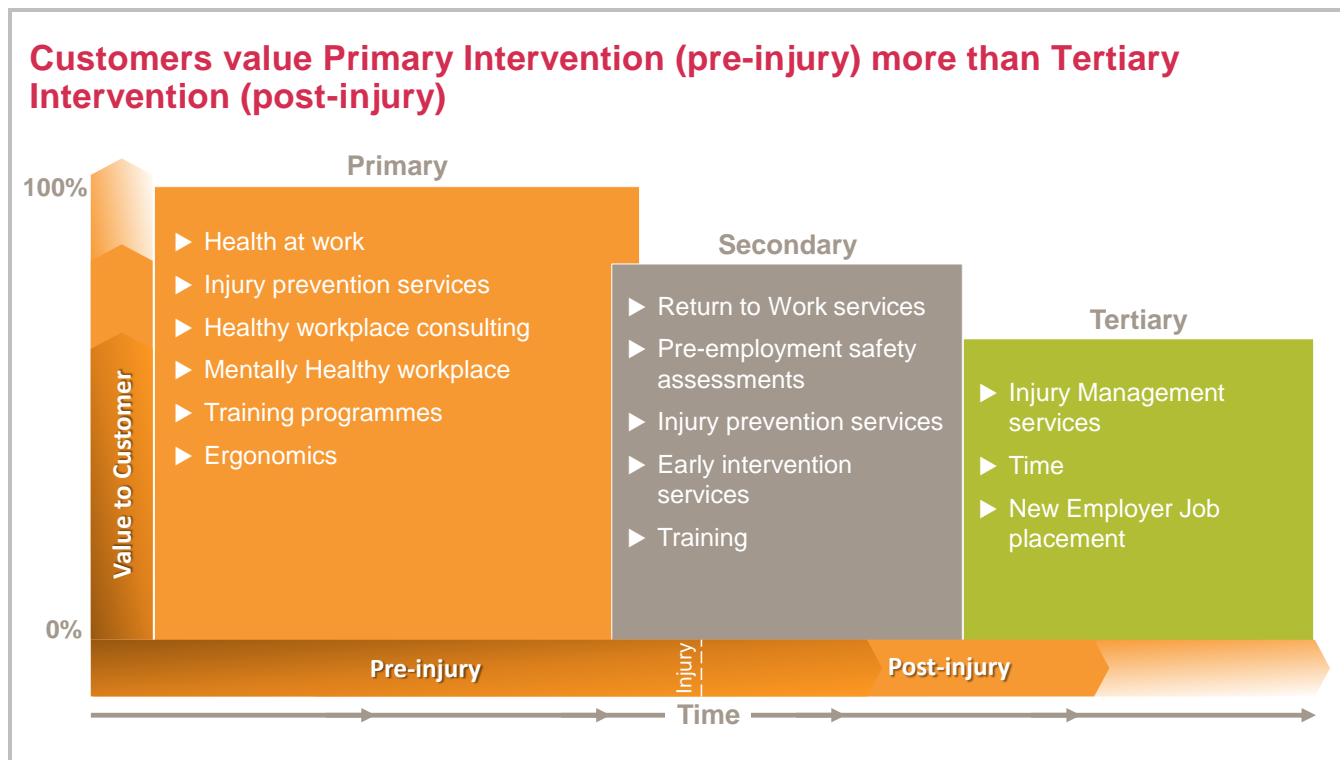 Customers value Primary Intervention (pre-injury) more than Tertiary
Intervention (post-injury)
Primary
100%
Health at work
Injury prevention services
Healthy workplace consulting
Mentally Healthy workplace
Training programmes
Ergonomics
Secondary
Return to Work services
Pre-employment safety
assessments
Injury prevention services
Early intervention
services
Training
Tertiary
Injury Management
services
Time
New Employer Job
placement
Value to Customer
0%
Pre-injury
Injury
Post-injury
Time